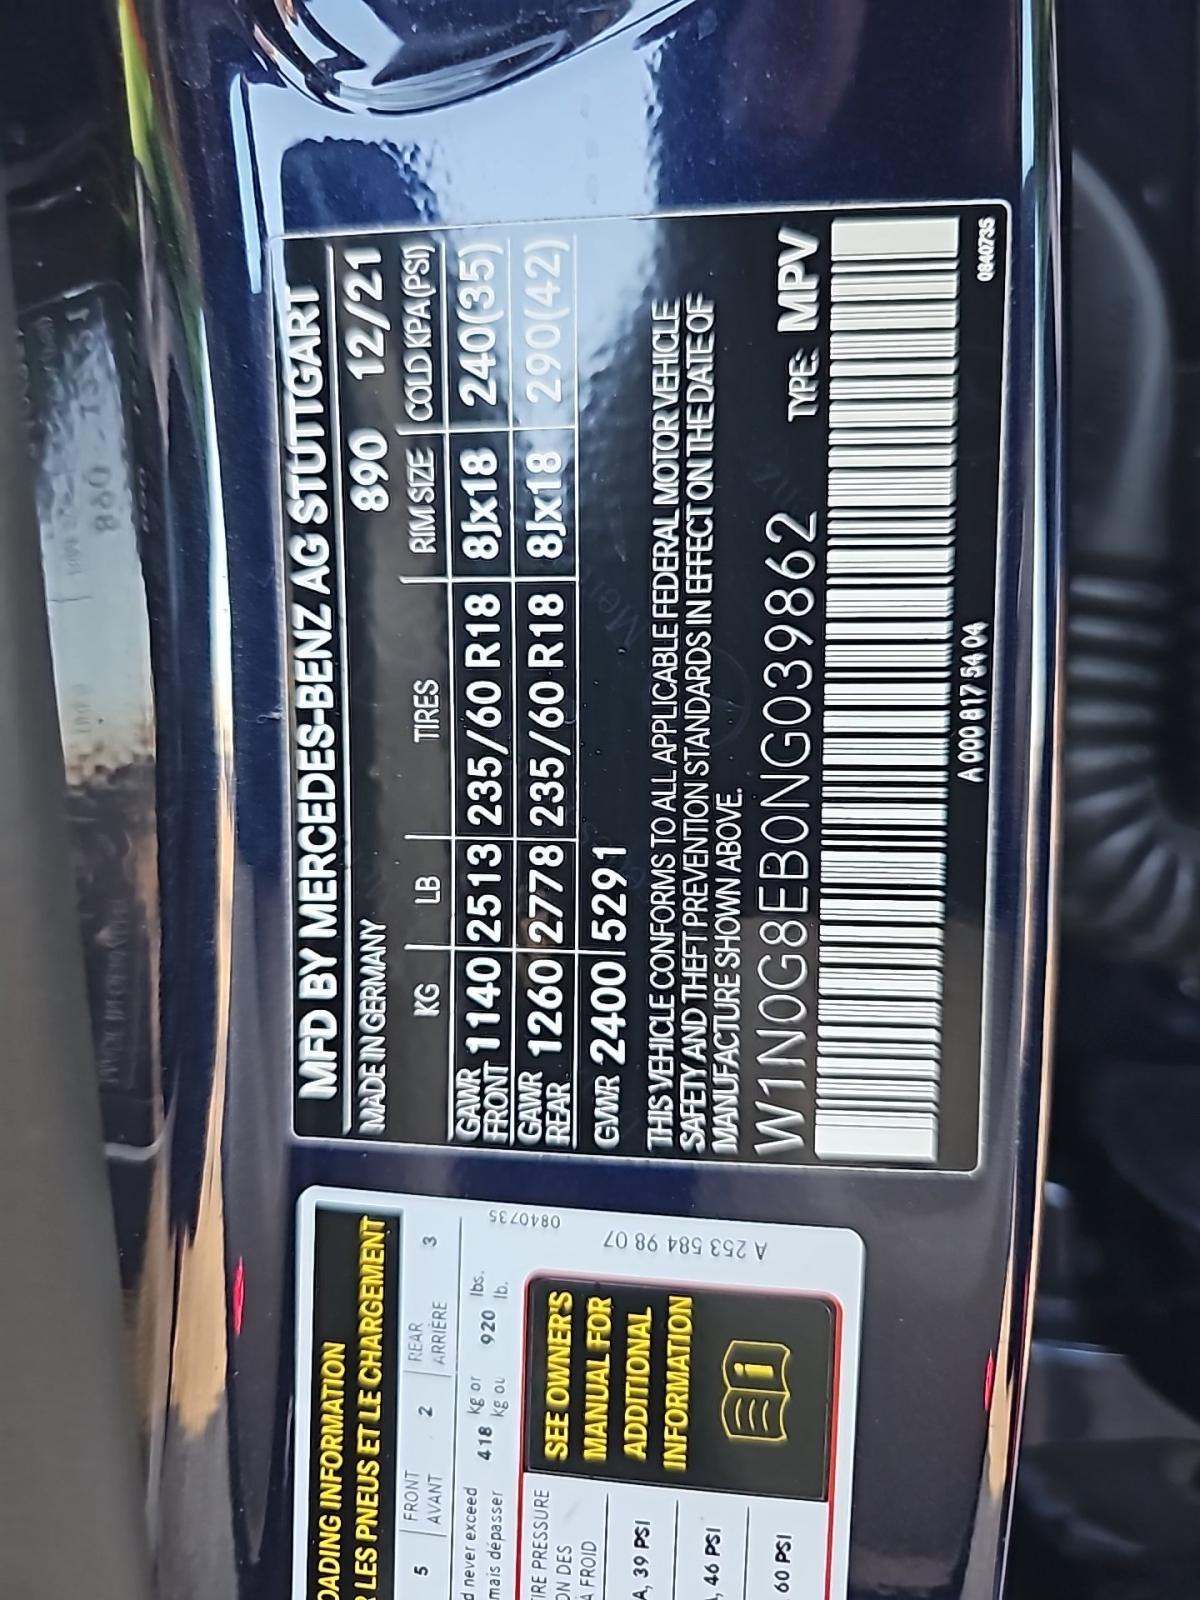 MFD BY MERCEDES-BENZ AG STUTTGART
MADE IN GERMANY 890 12/21
KG LB TIRES RIM SIZE COLD KPA (PSI)
GAWR FRONT 1140 2513 235/60 R18 8Jx18 240(35)
GAWR REAR 1260 2778 235/60 R18 8Jx18 290(42)
GVWR 2400 5291
THIS VEHICLE CONFORMS TO ALL APPLICABLE FEDERAL MOTOR VEHICLE
SAFETY AND THEFT PREVENTION STANDARDS IN EFFECT ON THE DATE OF
MANUFACTURE SHOWN ABOVE.
W1N0G8EB0NG039862 TYPE: MPV
A 000 817 54 04
0840735
OADING INFORMATION
R LES PNEUS ET LE CHARGEMENT
5 FRONT AVANT 2 REAR ARRIÈRE 3
d never exceed 418 kg or 920 lbs.
mais dépasser kg ou lb.
0840735
A 253 584 98 07
SEE OWNER'S
MANUAL FOR
ADDITIONAL
INFORMATION
TIRE PRESSURE
ON DES
À FROID
A, 39 PSI
, 46 PSI
60 PSI